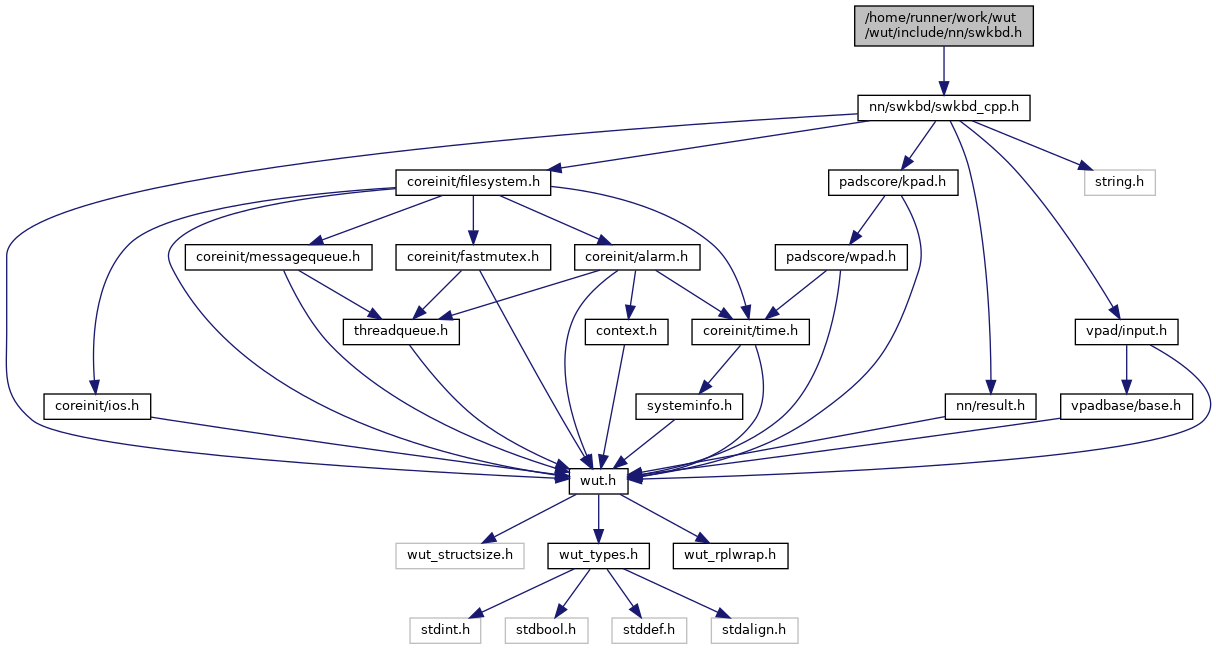 /home/runner/work/wut
/wut/include/nn/swkbd.h
nn/swkbd/swkbd_cpp.h
coreinit/filesystem.h
padscore/kpad.h
string.h
coreinit/messagequeue.h
coreinit/fastmutex.h
coreinit/alarm.h
padscore/wpad.h
threadqueue.h
context.h
coreinit/time.h
vpad/input.h
coreinit/ios.h
systeminfo.h
nn/result.h
vpadbase/base.h
wut.h
wut_structsize.h
wut_types.h
wut_rplwrap.h
stdint.h
stdbool.h
stddef.h
stdalign.h